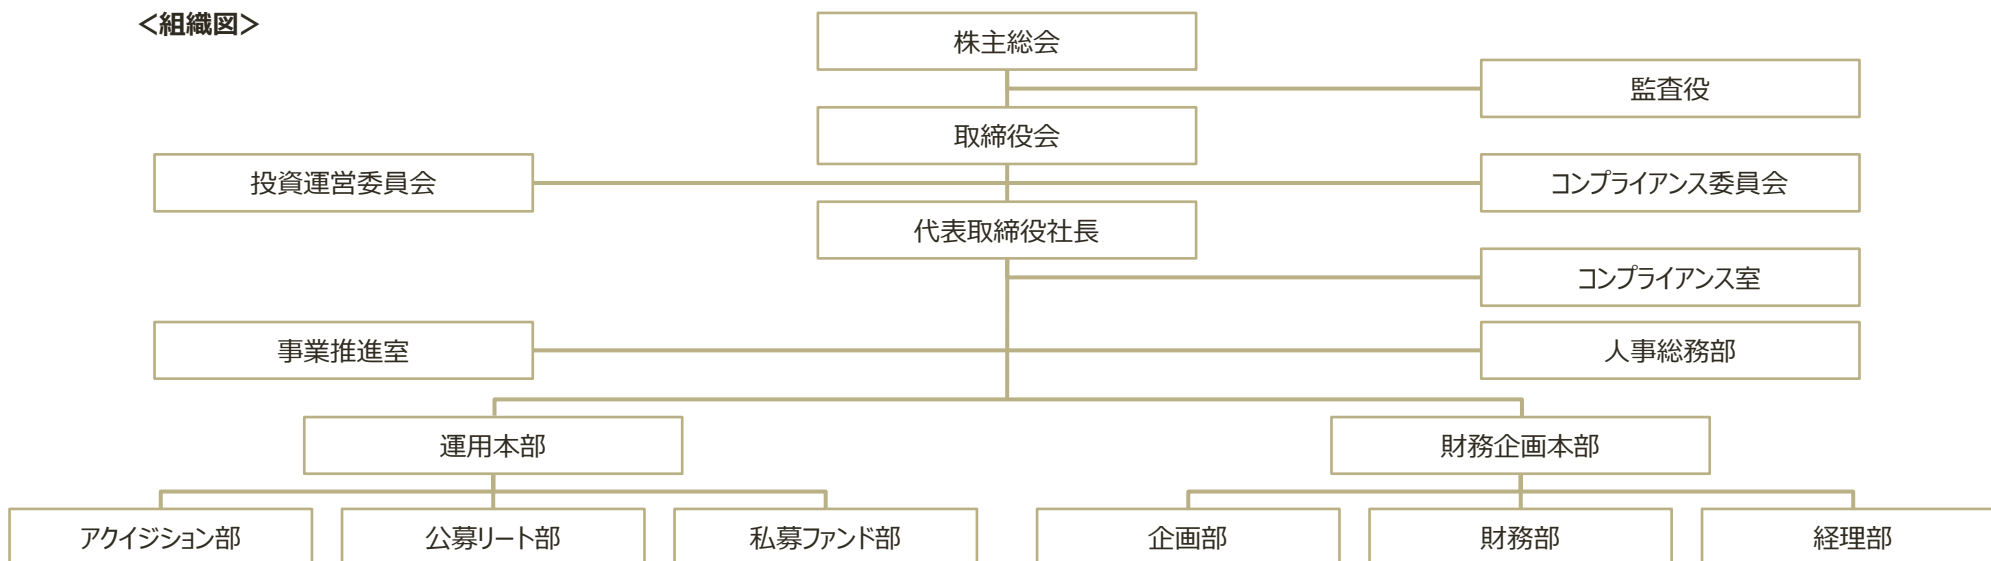 <組織図>
株主総会
監査役
取締役会
投資運営委員会
コンプライアンス委員会
代表取締役社長
コンプライアンス室
事業推進室
人事総務部
運用本部
財務企画本部
アクイジション部
公募リート部
私募ファンド部
企画部
財務部
経理部